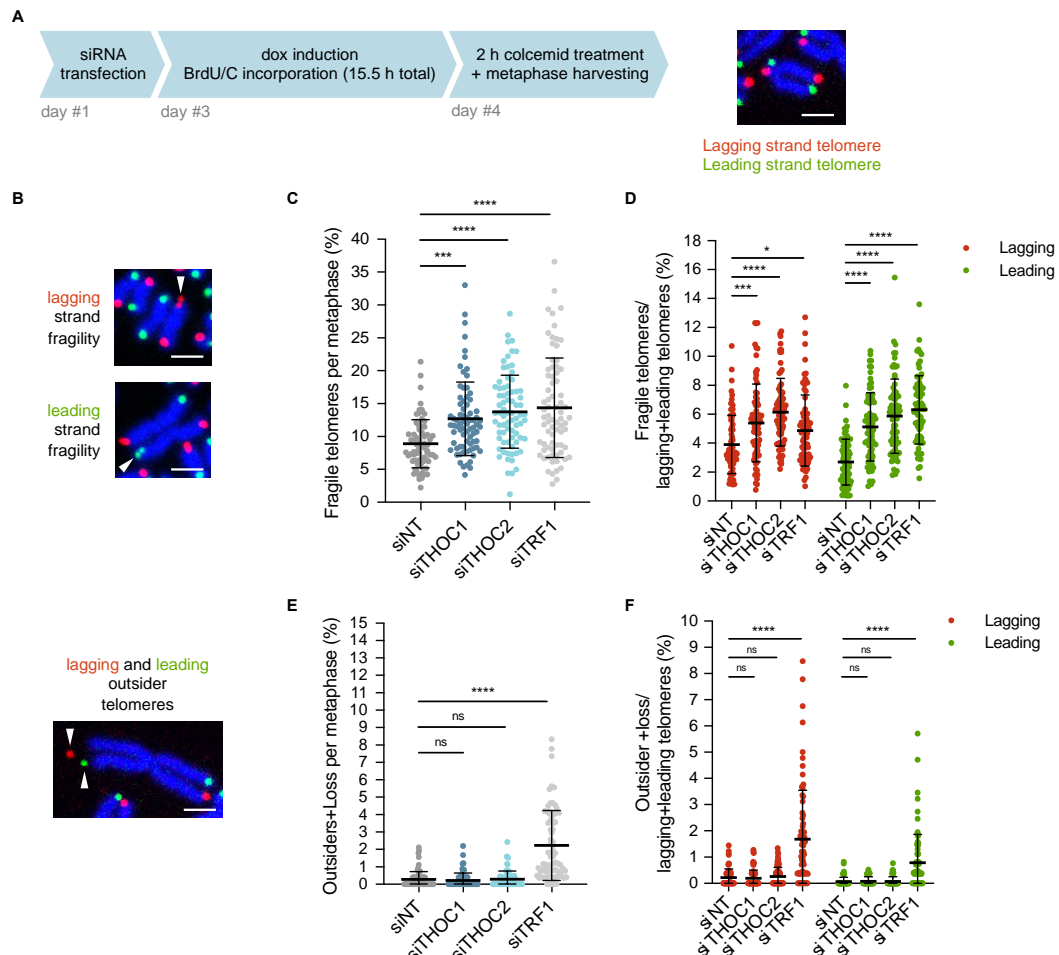 A
siRNA
transfection
dox induction
BrdU/C incorporation (15.5 h total)
2 h colcemid treatment
+ metaphase harvesting
day #1
day #3
day #4
Lagging strand telomere
Leading strand telomere
B
lagging
strand
fragility
leading
strand
fragility
lagging and leading
outsider
telomeres
C
Fragile telomeres per metaphase (%)
40
35
30
25
20
15
10
5
0
***
****
****
siNT
siTHOC1
siTHOC2
siTRF1
D
Fragile telomeres/
lagging+leading telomeres (%)
18
16
14
12
10
8
6
4
2
0
***
****
*
****
****
****
siNT
siTHOC1
siTHOC2
siTRF1
siNT
siTHOC1
siTHOC2
siTRF1
Lagging
Leading
E
Outsiders+Loss per metaphase (%)
15
14
13
12
11
10
9
8
7
6
5
4
3
2
1
0
ns
ns
****
siNT
siTHOC1
siTHOC2
siTRF1
F
Outsider +loss/
lagging+leading telomeres (%)
10
9
8
7
6
5
4
3
2
1
0
ns
ns
****
ns
ns
****
siNT
siTHOC1
siTHOC2
siTRF1
siNT
siTHOC1
siTHOC2
siTRF1
Lagging
Leading